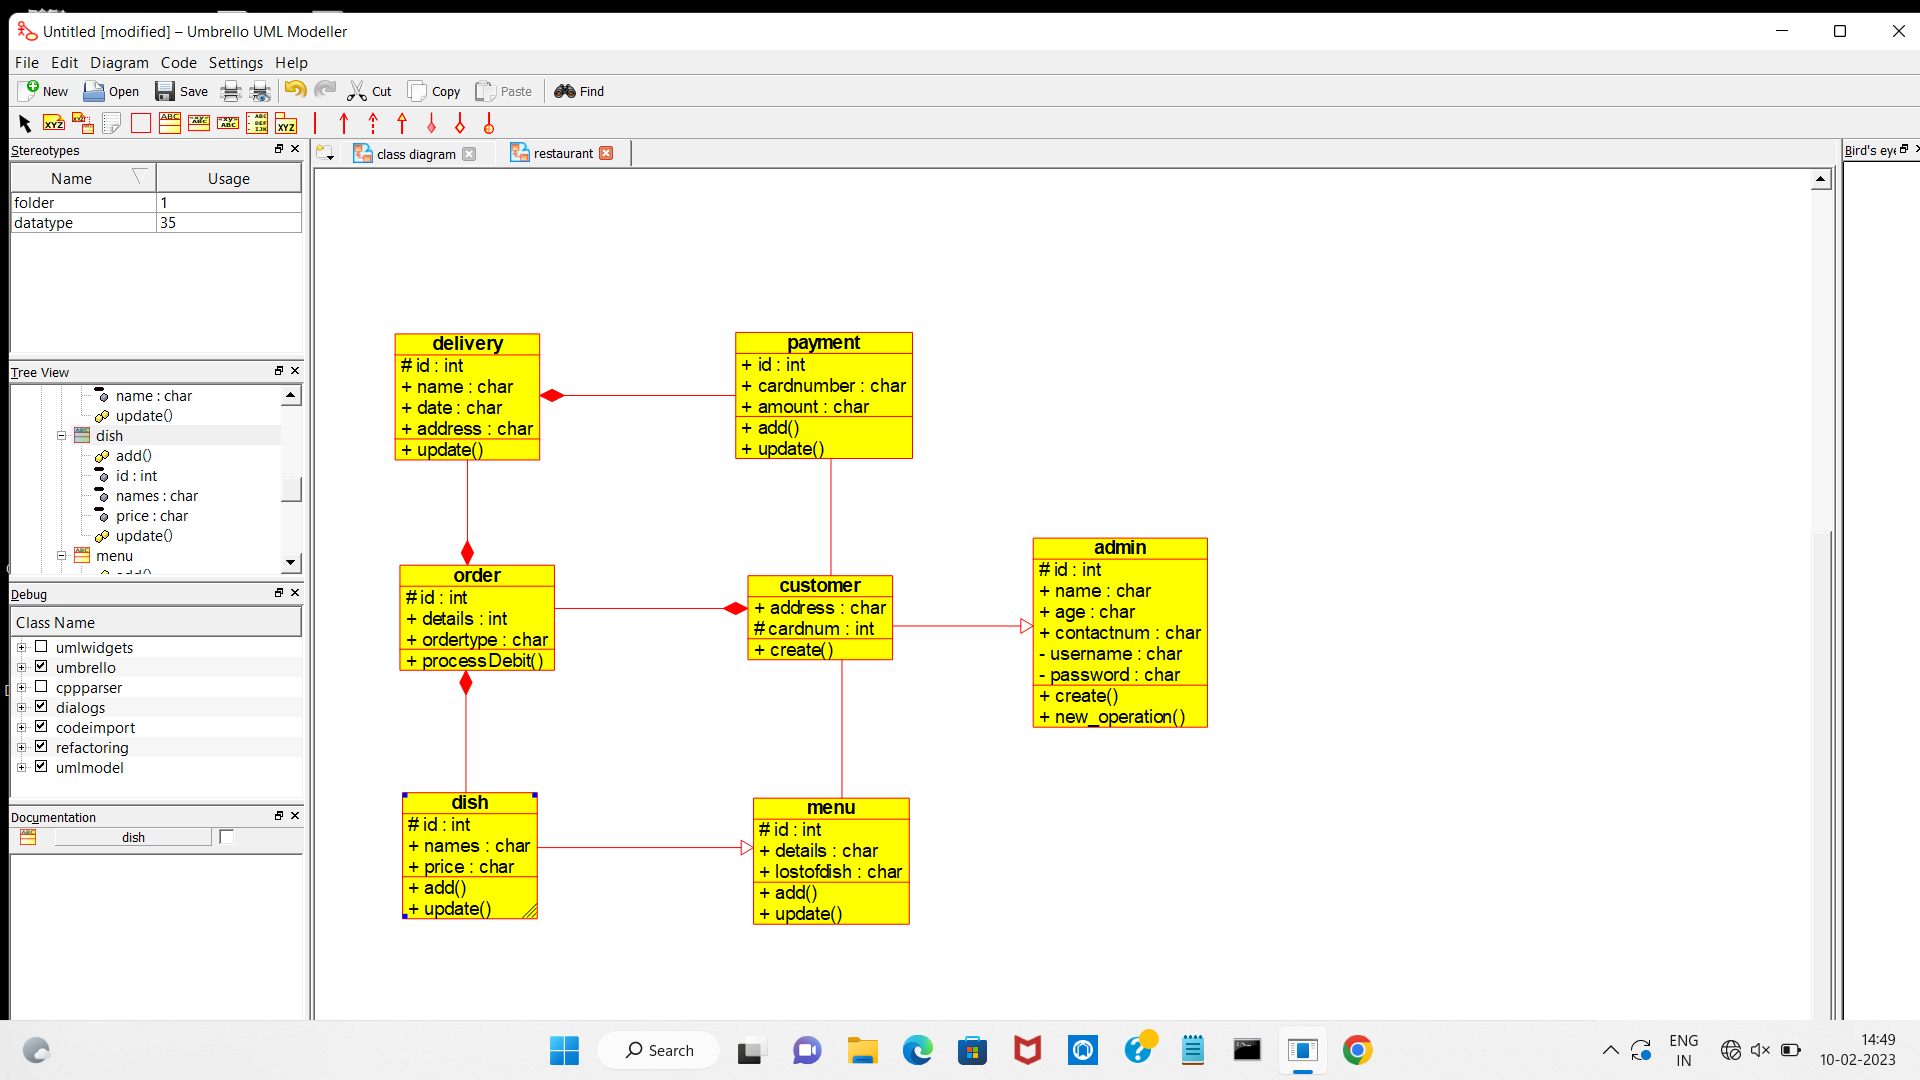 Untitled [modified] – Umbrello UML Modeller
File Edit Diagram Code Settings Help
New Open Save Cut Copy Paste Find
Stereotypes
Name Usage
folder 1
datatype 35
Tree View
name : char
update()
dish
add()
id : int
names : char
price : char
update()
menu
Debug
Class Name
umlwidgets
umbrello
cppparser
dialogs
codeimport
refactoring
umlmodel
Documentation
dish
class diagram
restaurant
Bird's eye
delivery
# id : int
+ name : char
+ date : char
+ address : char
+ update()
payment
+ id : int
+ cardnumber : char
+ amount : char
+ add()
+ update()
order
# id : int
+ details : int
+ ordertype : char
+ processDebit()
customer
+ address : char
# cardnum : int
+ create()
admin
# id : int
+ name : char
+ age : char
+ contactnum : char
- username : char
- password : char
+ create()
+ new_operation()
dish
# id : int
+ names : char
+ price : char
+ add()
+ update()
menu
# id : int
+ details : char
+ lostofdish : char
+ add()
+ update()
Search
ENG
IN
14:49
10-02-2023